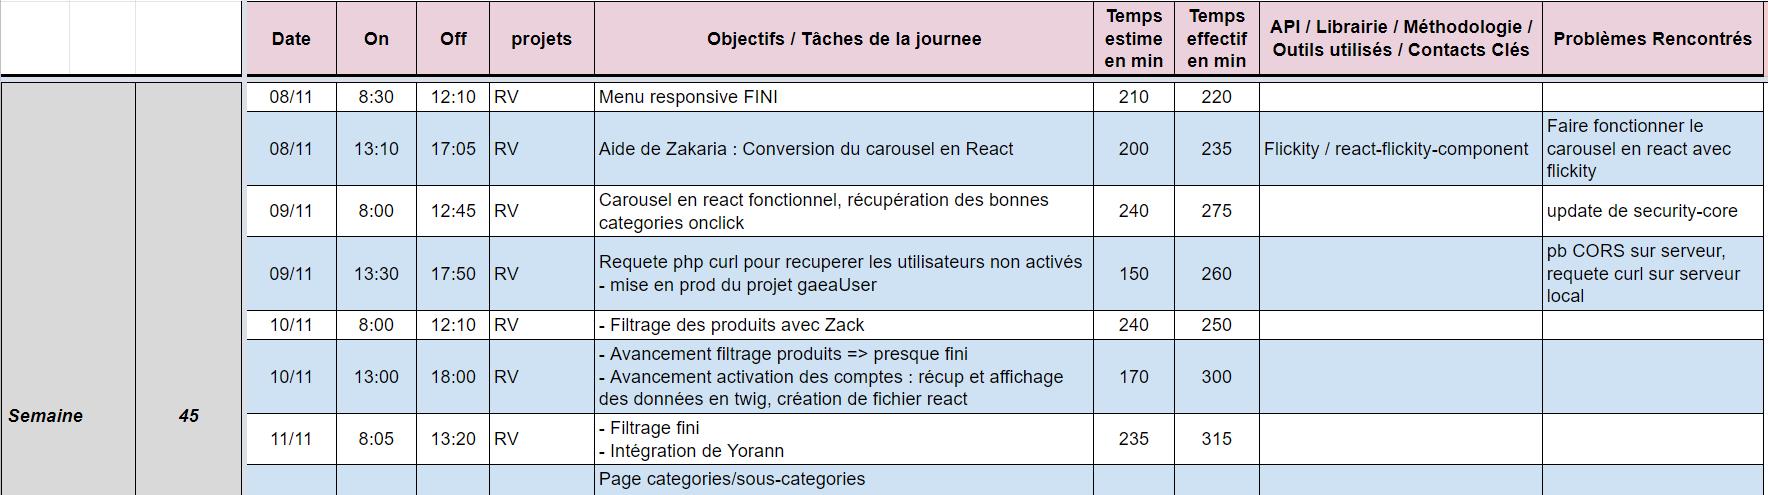 Date On Off projets Objectifs / Tâches de la journee Temps estime en min Temps effectif en min API / Librairie / Méthodologie / Outils utilisés / Contacts Clés Problèmes Rencontrés
08/11 8:30 12:10 RV Menu responsive FINI 210 220
08/11 13:10 17:05 RV Aide de Zakaria : Conversion du carousel en React 200 235 Flickity / react-flickity-component Faire fonctionner le
carousel en react avec
flickity
09/11 8:00 12:45 RV Carousel en react fonctionnel, récupération des bonnes
categories onclick 240 275 update de security-core
09/11 13:30 17:50 RV Requete php curl pour recuperer les utilisateurs non activés
- mise en prod du projet gaeaUser 150 260 pb CORS sur serveur,
requete curl sur serveur
local
10/11 8:00 12:10 RV - Filtrage des produits avec Zack 240 250
10/11 13:00 18:00 RV - Avancement filtrage produits => presque fini
- Avancement activation des comptes : récup et affichage
des données en twig, création de fichier react 170 300
Semaine 45
11/11 8:05 13:20 RV - Filtrage fini
- Intégration de Yorann 235 315
Page categories/sous-categories